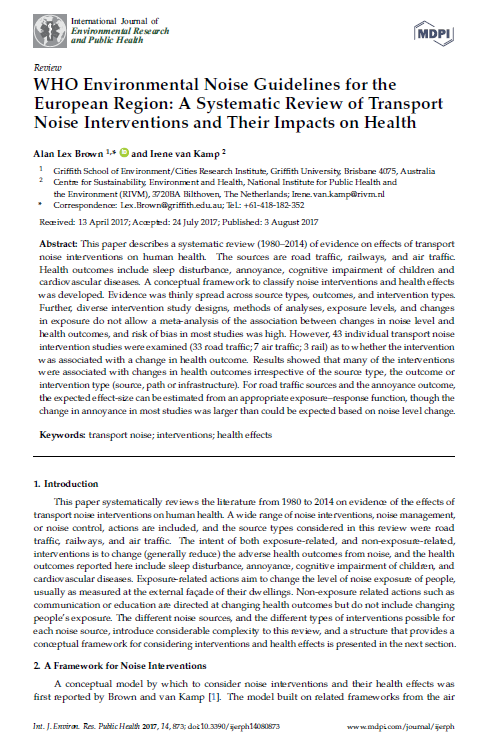 International Journal of
Environmental Research
and Public Health
MDPI
Review
WHO Environmental Noise Guidelines for the
European Region: A Systematic Review of Transport
Noise Interventions and Their Impacts on Health
Alan Lex Brown 1,* iD and Irene van Kamp 2
1 Griffith School of Environment/Cities Research Institute, Griffith University, Brisbane 4075, Australia
2 Centre for Sustainability, Environment and Health, National Institute for Public Health and
the Environment (RIVM), 3720BA Bilthoven, The Netherlands; Irene.van.kamp@rivm.nl
* Correspondence: Lex.Brown@griffith.edu.au; Tel.: +61-418-182-352
Received: 13 April 2017; Accepted: 24 July 2017; Published: 3 August 2017
Abstract: This paper describes a systematic review (1980–2014) of evidence on effects of transport
noise interventions on human health. The sources are road traffic, railways, and air traffic.
Health outcomes include sleep disturbance, annoyance, cognitive impairment of children and
cardiovascular diseases. A conceptual framework to classify noise interventions and health effects
was developed. Evidence was thinly spread across source types, outcomes, and intervention types.
Further, diverse intervention study designs, methods of analyses, exposure levels, and changes
in exposure do not allow a meta-analysis of the association between changes in noise level and
health outcomes, and risk of bias in most studies was high. However, 43 individual transport noise
intervention studies were examined (33 road traffic; 7 air traffic; 3 rail) as to whether the intervention
was associated with a change in health outcome. Results showed that many of the interventions
were associated with changes in health outcomes irrespective of the source type, the outcome or
intervention type (source, path or infrastructure). For road traffic sources and the annoyance outcome,
the expected effect-size can be estimated from an appropriate exposure–response function, though the
change in annoyance in most studies was larger than could be expected based on noise level change.
Keywords: transport noise; interventions; health effects
1. Introduction
This paper systematically reviews the literature from 1980 to 2014 on evidence of the effects of
transport noise interventions on human health. A wide range of noise interventions, noise management,
or noise control, actions are included, and the source types considered in this review were road
traffic, railways, and air traffic. The intent of both exposure-related, and non-exposure-related,
interventions is to change (generally reduce) the adverse health outcomes from noise, and the health
outcomes reported here include sleep disturbance, annoyance, cognitive impairment of children, and
cardiovascular diseases. Exposure-related actions aim to change the level of noise exposure of people,
usually as measured at the external façade of their dwellings. Non-exposure related actions such as
communication or education are directed at changing health outcomes but do not include changing
people's exposure. The different noise sources, and the different types of interventions possible for
each noise source, introduce considerable complexity to this review, and a structure that provides a
conceptual framework for considering interventions and health effects is presented in the next section.
2. A Framework for Noise Interventions
A conceptual model by which to consider noise interventions and their health effects was
first reported by Brown and van Kamp [1]. The model built on related frameworks from the air
Int. J. Environ. Res. Public Health 2017, 14, 873; doi:10.3390/ijerph14080873
www.mdpi.com/journal/ijerph